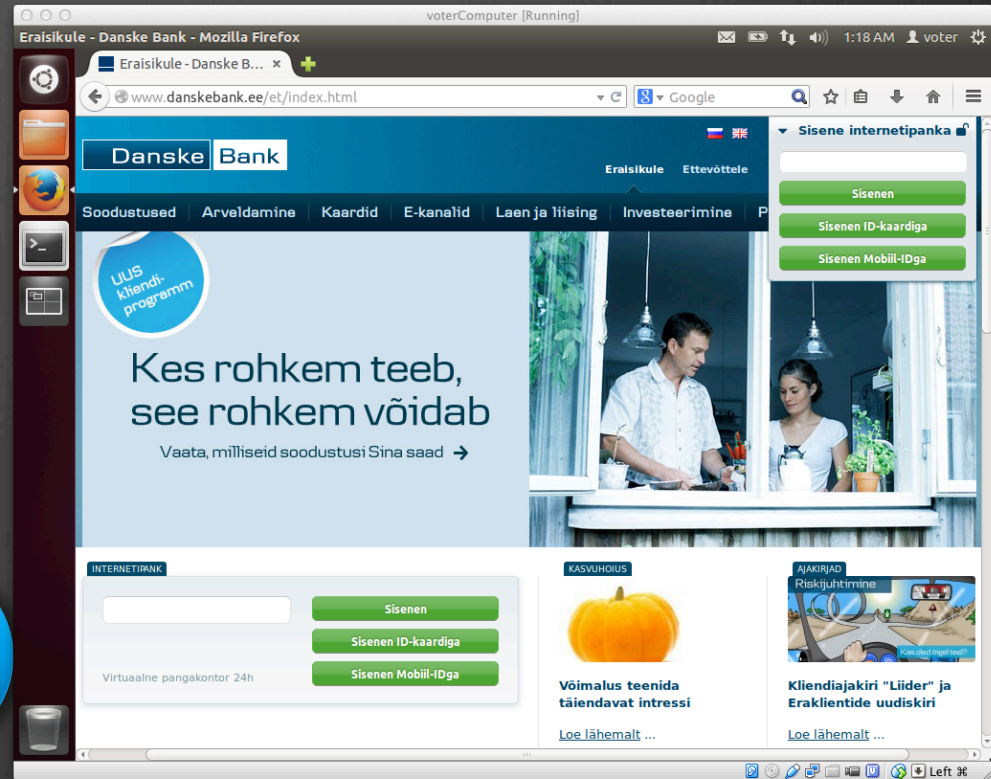 voterComputer [Running]
Eraisikule - Danske Bank - Mozilla Firefox
1:18 AM
voter
Eraisikule - Danske B...
www.danskebank.ee/et/index.html
Google
Danske Bank
Eraisikule
Ettevõttele
Sisene internetipanka
Sisenen
Sisenen ID-kaardiga
Sisenen Mobiil-IDga
Soodustused
Arveldamine
Kaardid
E-kanalid
Laen ja liising
Investeerimine
P
UUS
kliendi-
programm
Kes rohkem teeb,
see rohkem võidab
Vaata, milliseid soodustusi Sina saad
INTERNETIPANK
Sisenen
Sisenen ID-kaardiga
Sisenen Mobiil-IDga
Virtuaalne pangakontor 24h
KASVUHOIUS
Võimalus teenida
täiendavat intressi
Loe lähemalt ...
AJAKIRJAD
Riskijuhtimine
Kas oled õigel teel?
Kliendiajakiri "Liider" ja
Eraklientide uudiskiri
Loe lähemalt ...
Left ⌘